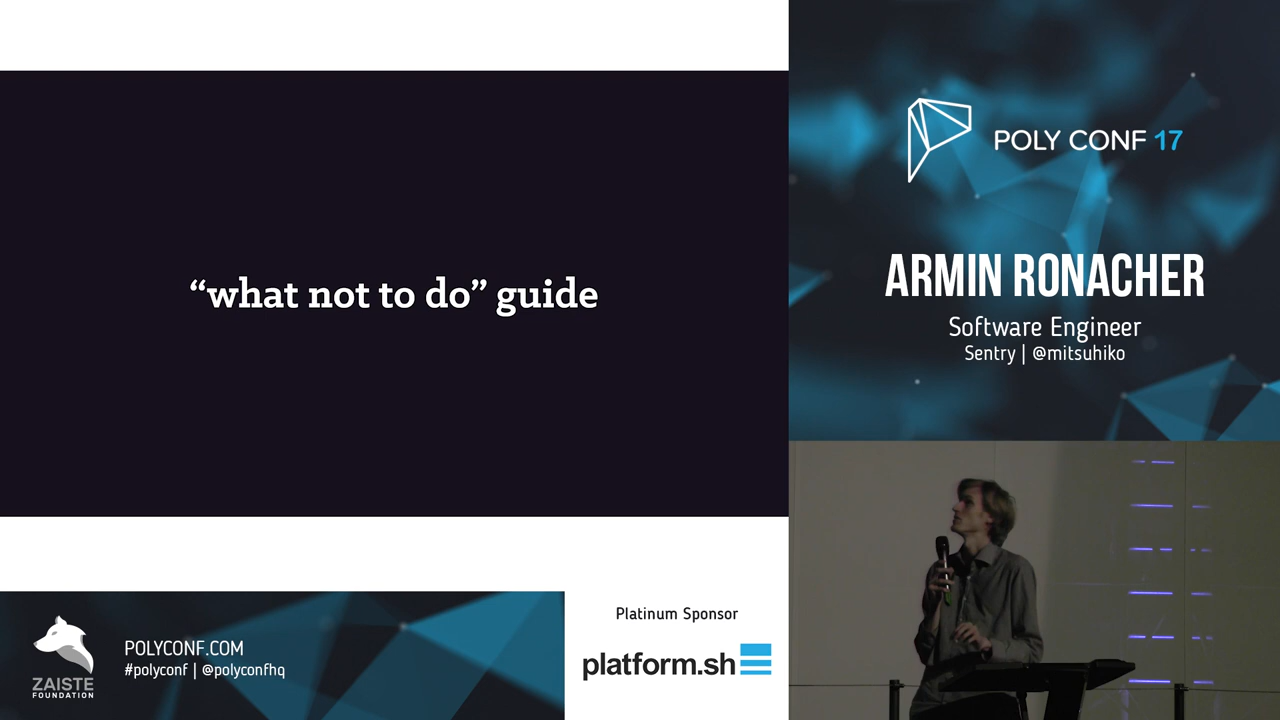 “what not to do” guide
POLY CONF 17
ARMIN RONACHER
Software Engineer
Sentry | @mitsuhiko
ZAISTE
FOUNDATION
POLYCONF.COM
#polyconf | @polyconfhq
Platinum Sponsor
platform.sh